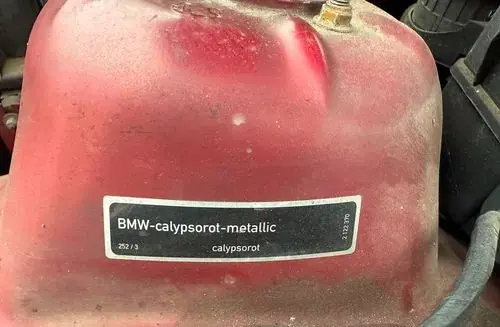 BMW-calypsorot-metallic
252 / 3
calypsorot
2 122 370